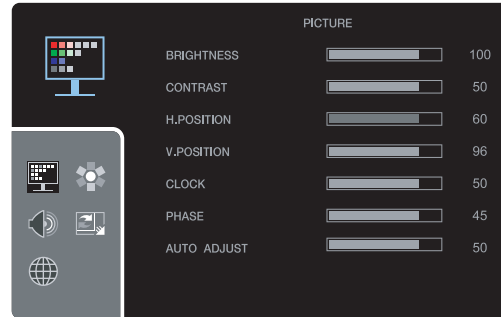 PICTURE
BRIGHTNESS 100
CONTRAST 50
H.POSITION 60
V.POSITION 96
CLOCK 50
PHASE 45
AUTO ADJUST 50